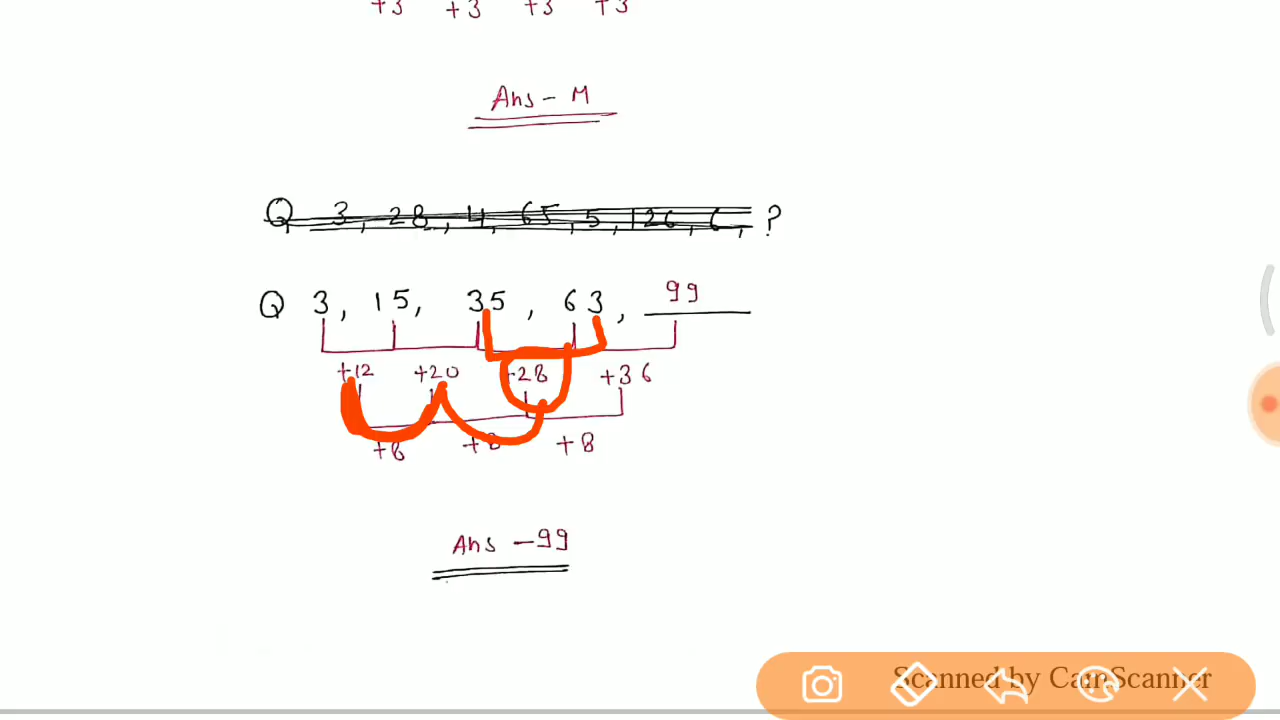 +3 +3 +3 +3
Ans - M
Q 3, 28, 4, 65, 5, 126, 6, ?
Q 3, 15, 35, 63, 99
+12 +20 +28 +36
+8 +8 +8
Ans - 99
Scanned by CamScanner